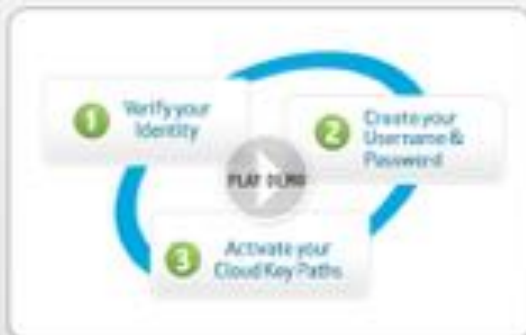 1 Verify your
Identity
2 Create your
Username &
Password
PLAY DEMO
3 Activate your
Cloud Key Paths